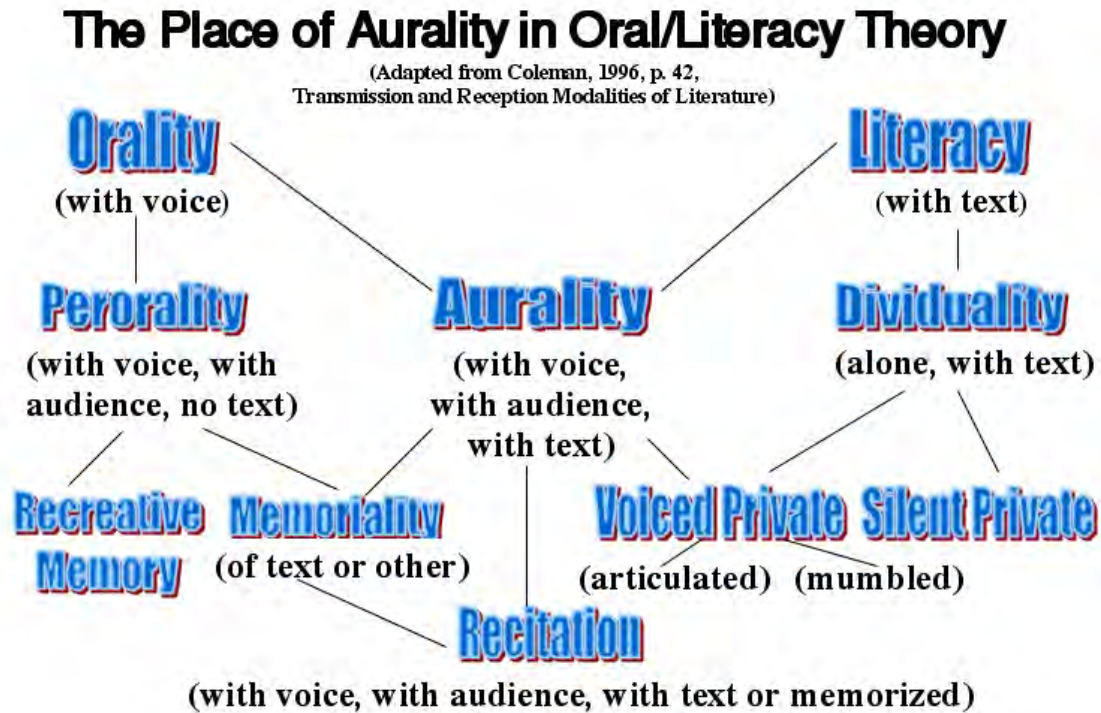 The Place of Aurality in Oral/Literacy Theory
(Adapted from Coleman, 1996, p. 42,
Transmission and Reception Modalities of Literature)
Orality
(with voice)
Literacy
(with text)
Perorality
(with voice, with
audience, no text)
Aurality
(with voice,
with audience,
with text)
Dividuality
(alone, with text)
Recreative
Memory
Memoriality
(of text or other)
Voiced Private
(articulated) (mumbled)
Silent Private
Recitation
(with voice, with audience, with text or memorized)